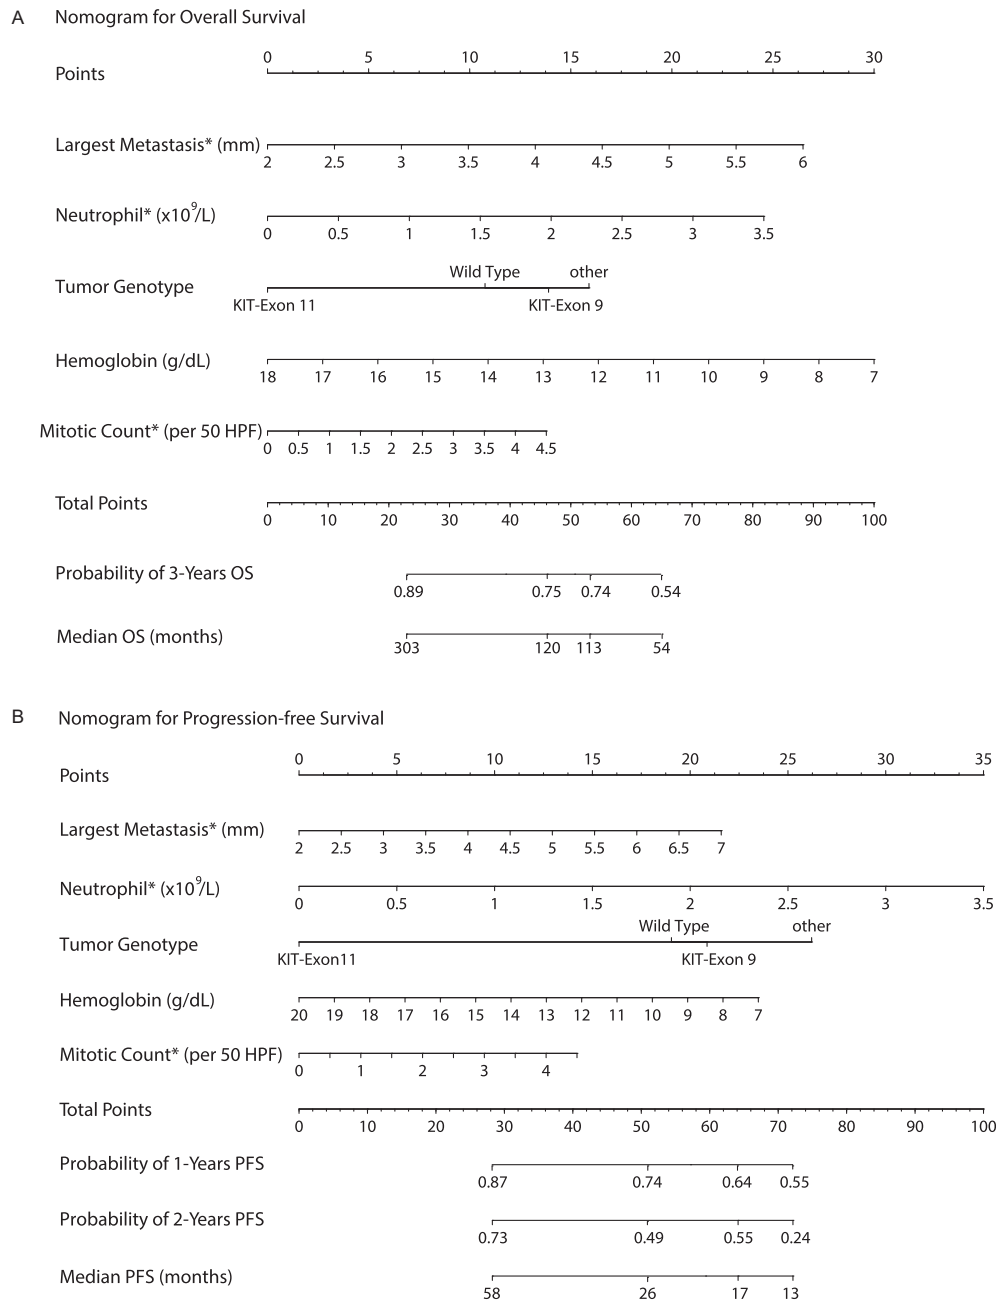 A Nomogram for Overall Survival
0 5 10 15 20 25 30
Points
Largest Metastasis* (mm)
2 2.5 3 3.5 4 4.5 5 5.5 6
Neutrophil* (x10⁹/L)
0 0.5 1 1.5 2 2.5 3 3.5
Wild Type other
Tumor Genotype
KIT-Exon 11 KIT-Exon 9
Hemoglobin (g/dL)
18 17 16 15 14 13 12 11 10 9 8 7
Mitotic Count* (per 50 HPF)
0 0.5 1 1.5 2 2.5 3 3.5 4 4.5
Total Points
0 10 20 30 40 50 60 70 80 90 100
Probability of 3-Years OS
0.89 0.75 0.74 0.54
Median OS (months)
303 120 113 54
B Nomogram for Progression-free Survival
0 5 10 15 20 25 30 35
Points
Largest Metastasis* (mm)
2 2.5 3 3.5 4 4.5 5 5.5 6 6.5 7
Neutrophil* (x10⁹/L)
0 0.5 1 1.5 2 2.5 3 3.5
Wild Type other
Tumor Genotype
KIT-Exon11 KIT-Exon 9
Hemoglobin (g/dL)
20 19 18 17 16 15 14 13 12 11 10 9 8 7
Mitotic Count* (per 50 HPF)
0 1 2 3 4
Total Points
0 10 20 30 40 50 60 70 80 90 100
Probability of 1-Years PFS
0.87 0.74 0.64 0.55
Probability of 2-Years PFS
0.73 0.49 0.55 0.24
Median PFS (months)
58 26 17 13